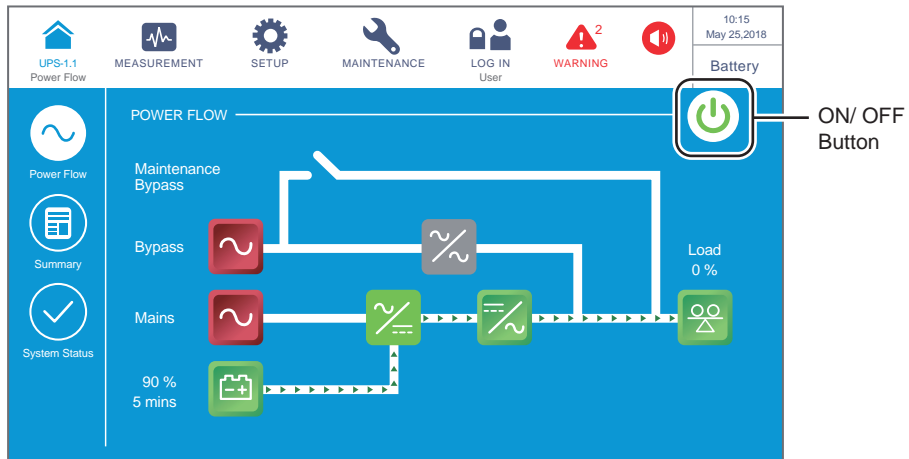 UPS-1.1
Power Flow
MEASUREMENT
SETUP
MAINTENANCE
LOG IN
User
2
WARNING
10:15
May 25,2018
Battery
POWER FLOW
ON/ OFF
Button
Power Flow
Summary
System Status
Maintenance
Bypass
Bypass
Load
0 %
Mains
90 %
5 mins